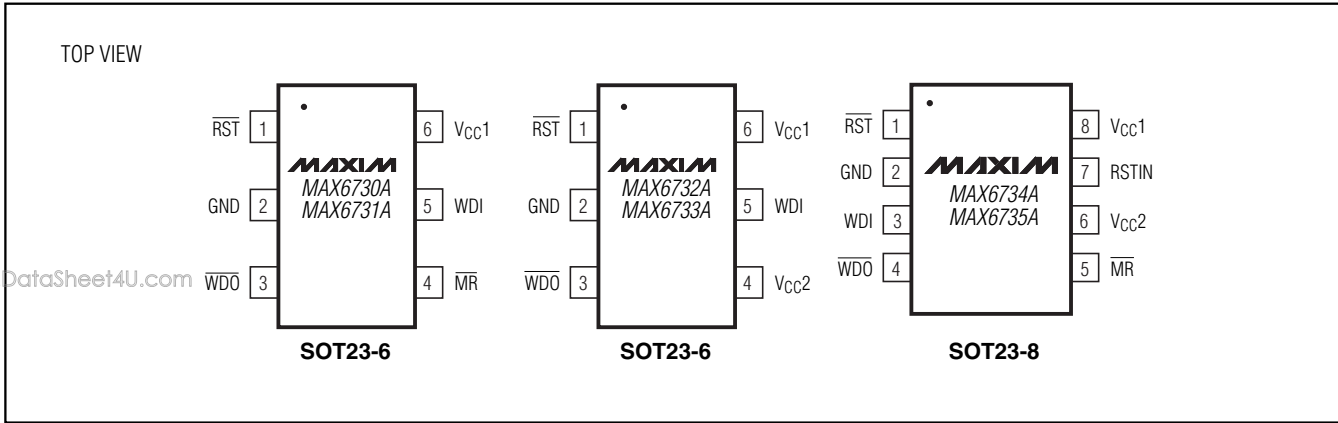 TOP VIEW
RST 1
GND 2
WDO 3
MAXIM
MAX6730A
MAX6731A
6 VCC1
5 WDI
4 MR
SOT23-6
RST 1
GND 2
WDO 3
MAXIM
MAX6732A
MAX6733A
6 VCC1
5 WDI
4 VCC2
SOT23-6
RST 1
GND 2
WDI 3
WDO 4
MAXIM
MAX6734A
MAX6735A
8 VCC1
7 RSTIN
6 VCC2
5 MR
SOT23-8
DataSheet4U.com